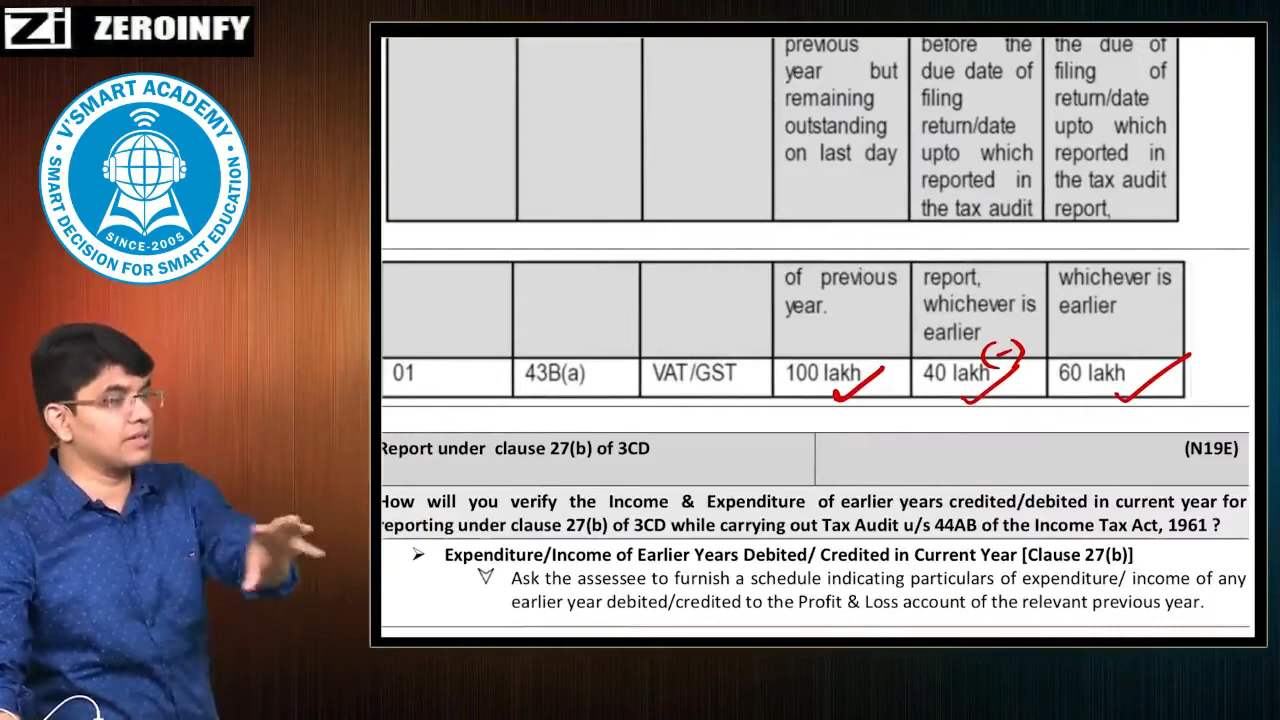 Zi ZEROINFY
V'SMART ACADEMY
SMART DECISION FOR SMART EDUCATION
SINCE-2005
previous
year but
remaining
outstanding
on last day
before the
due date of
filing
return/date
upto which
reported in
the tax audit
the due of
filing of
return/date
upto which
reported in
the tax audit
report,
of previous
year.
report,
whichever is
earlier
whichever is
earlier
01 43B(a) VAT/GST 100 lakh 40 lakh 60 lakh
(-)
Report under clause 27(b) of 3CD (N19E)
How will you verify the Income & Expenditure of earlier years credited/debited in current year for
reporting under clause 27(b) of 3CD while carrying out Tax Audit u/s 44AB of the Income Tax Act, 1961 ?
Expenditure/Income of Earlier Years Debited/ Credited in Current Year [Clause 27(b)]
Ask the assessee to furnish a schedule indicating particulars of expenditure/ income of any
earlier year debited/credited to the Profit & Loss account of the relevant previous year.